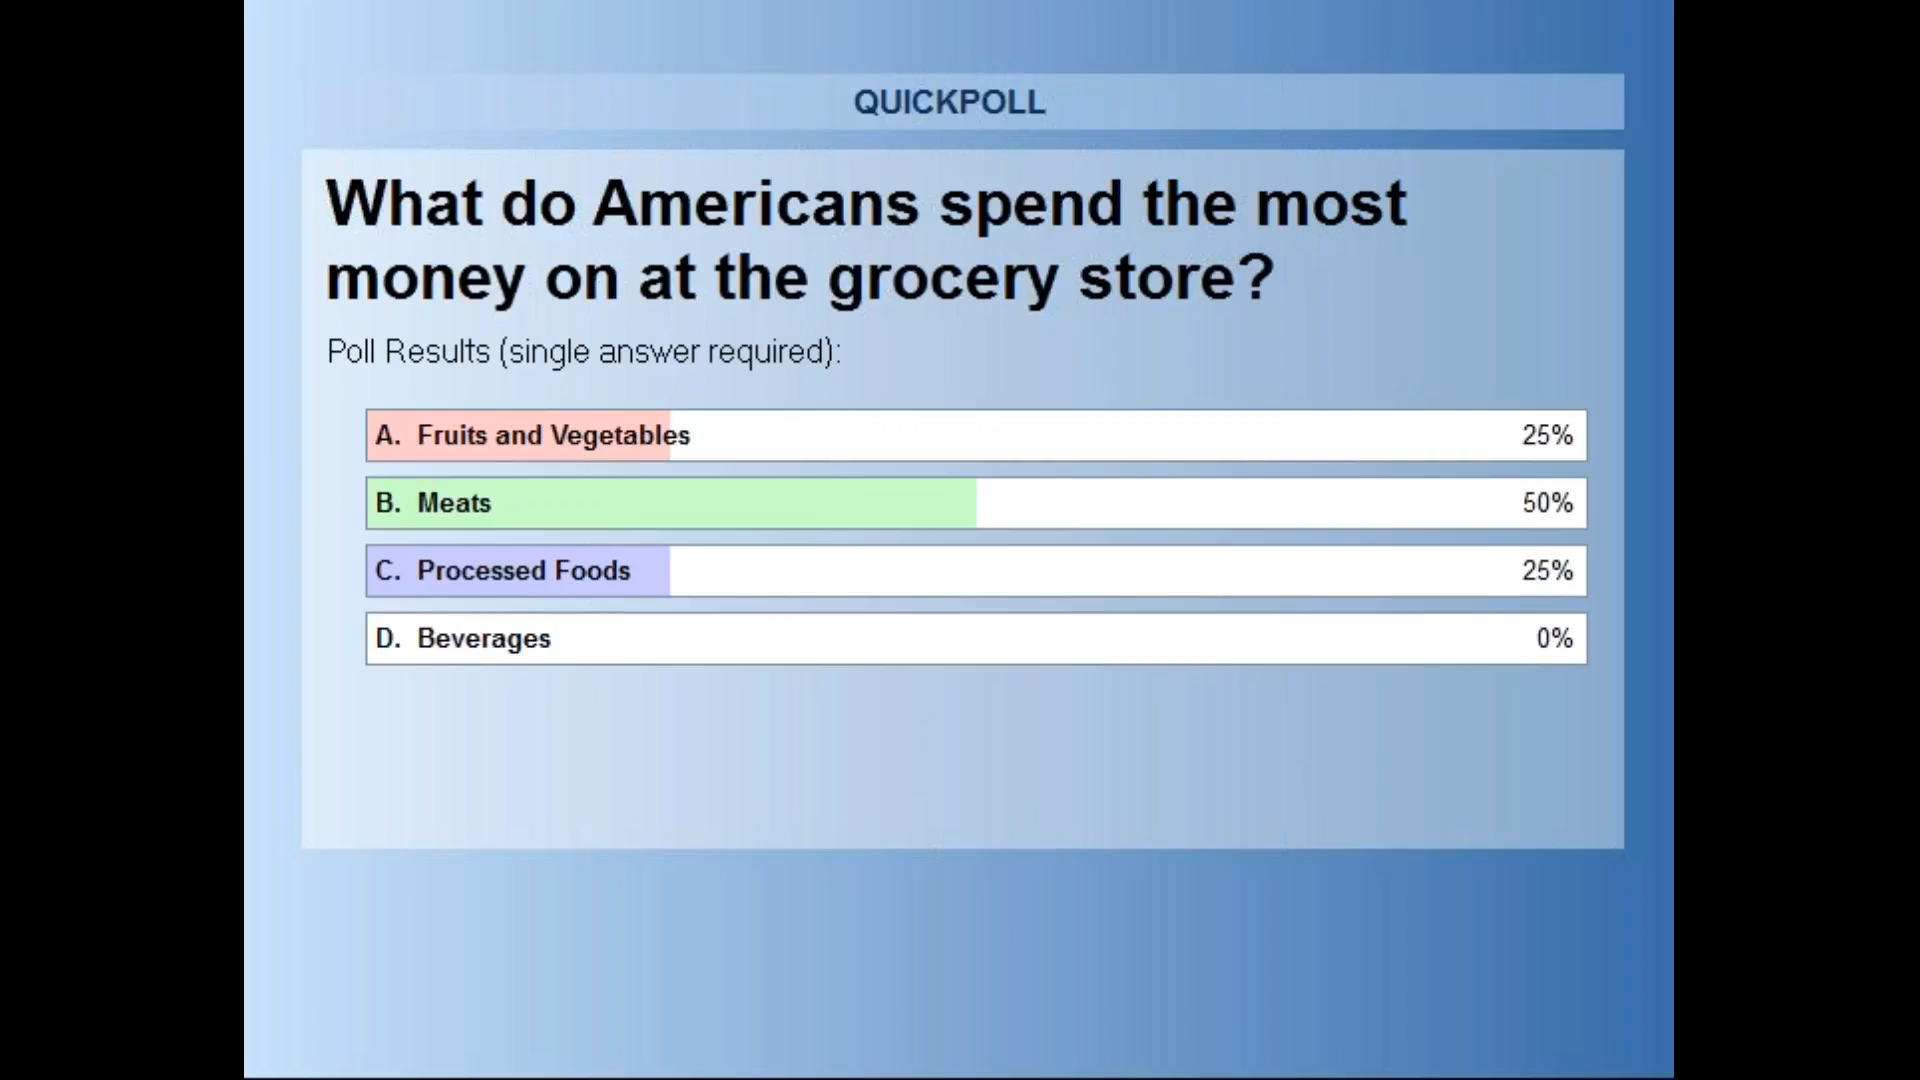 QUICKPOLL
What do Americans spend the most
money on at the grocery store?
Poll Results (single answer required):
A. Fruits and Vegetables 25%
B. Meats 50%
C. Processed Foods 25%
D. Beverages 0%